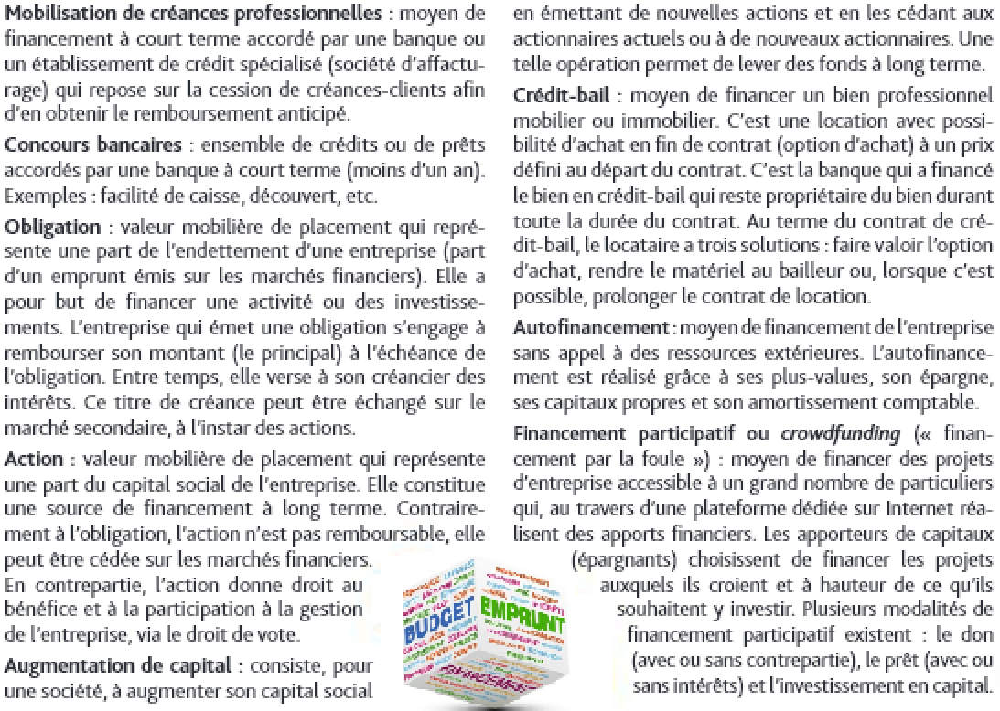 Mobilisation de créances professionnelles : moyen de
financement à court terme accordé par une banque ou
un établissement de crédit spécialisé (société d'affactu-
rage) qui repose sur la cession de créances-clients afin
d'en obtenir le remboursement anticipé.
Concours bancaires : ensemble de crédits ou de prêts
accordés par une banque à court terme (moins d'un an).
Exemples : facilité de caisse, découvert, etc.
Obligation : valeur mobilière de placement qui repré-
sente une part de l'endettement d'une entreprise (part
d'un emprunt émis sur les marchés financiers). Elle a
pour but de financer une activité ou des investisse-
ments. L'entreprise qui émet une obligation s'engage à
rembourser son montant (le principal) à l'échéance de
l'obligation. Entre temps, elle verse à son créancier des
intérêts. Ce titre de créance peut être échangé sur le
marché secondaire, à l'instar des actions.
Action : valeur mobilière de placement qui représente
une part du capital social de l'entreprise. Elle constitue
une source de financement à long terme. Contraire-
ment à l'obligation, l'action n'est pas remboursable, elle
peut être cédée sur les marchés financiers.
En contrepartie, l'action donne droit au
bénéfice et à la participation à la gestion
de l'entreprise, via le droit de vote.
Augmentation de capital : consiste, pour
une société, à augmenter son capital social
en émettant de nouvelles actions et en les cédant aux
actionnaires actuels ou à de nouveaux actionnaires. Une
telle opération permet de lever des fonds à long terme.
Crédit-bail : moyen de financer un bien professionnel
mobilier ou immobilier. C'est une location avec possi-
bilité d'achat en fin de contrat (option d'achat) à un prix
défini au départ du contrat. C'est la banque qui a financé
le bien en crédit-bail qui reste propriétaire du bien durant
toute la durée du contrat. Au terme du contrat de cré-
dit-bail, le locataire a trois solutions : faire valoir l'option
d'achat, rendre le matériel au bailleur ou, lorsque c'est
possible, prolonger le contrat de location.
Autofinancement : moyen de financement de l'entreprise
sans appel à des ressources extérieures. L'autofinance-
ment est réalisé grâce à ses plus-values, son épargne,
ses capitaux propres et son amortissement comptable.
Financement participatif ou crowdfunding (« finan-
cement par la foule ») : moyen de financer des projets
d'entreprise accessible à un grand nombre de particuliers
qui, au travers d'une plateforme dédiée sur Internet réa-
lisent des apports financiers. Les apporteurs de capitaux
(épargnants) choisissent de financer les projets
auxquels ils croient et à hauteur de ce qu'ils
souhaitent y investir. Plusieurs modalités de
financement participatif existent : le don
(avec ou sans contrepartie), le prêt (avec ou
sans intérêts) et l'investissement en capital.
BUDGET
EMPRUNT